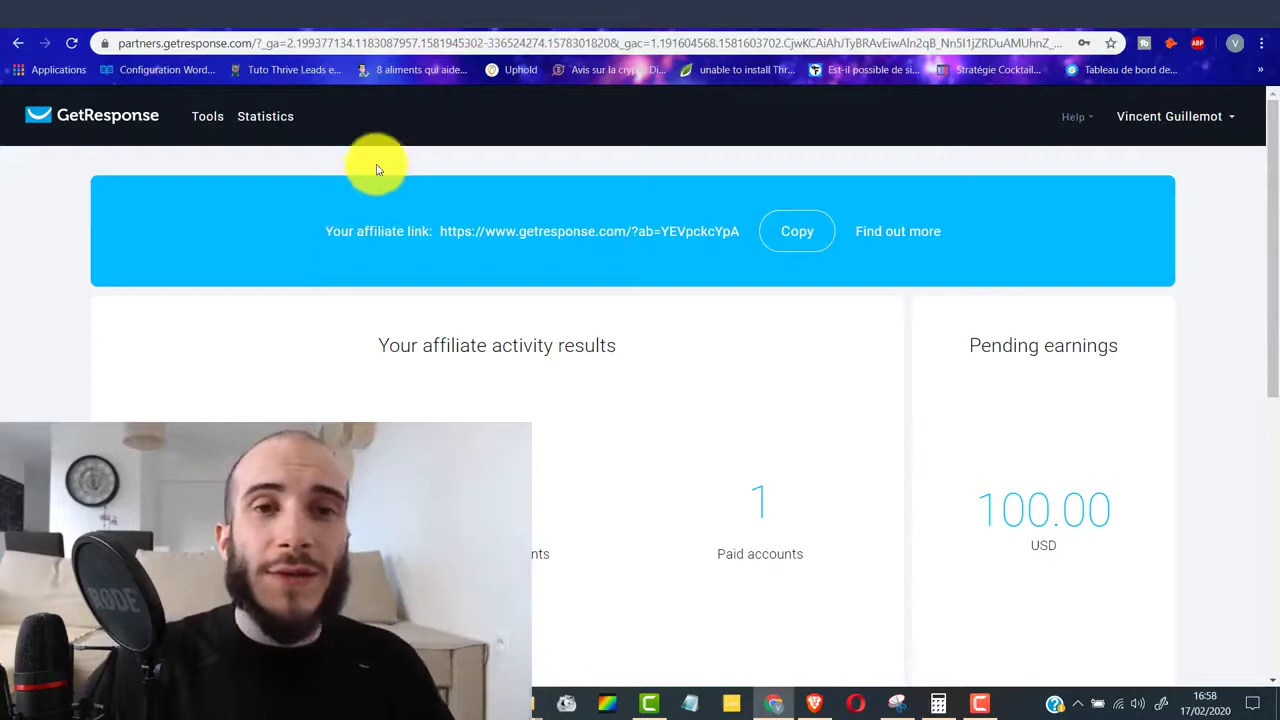 partners.getresponse.com/?_ga=2.199377134.1183087957.1581945302-336524274.1578301820&_gac=1.191604568.1581603702.CjwKCAiAhJTyBRAvEiwAln2qB_Nn5I1jZRDuAMUhnZ_...
Applications
Configuration Word...
Tuto Thrive Leads e...
8 aliments qui aide...
Uphold
Avis sur la crypto Di...
unable to install Thr...
Est-il possible de si...
Stratégie Cocktail...
Tableau de bord de...
»
GetResponse
Tools
Statistics
Help
Vincent Guillemot
Your affiliate link: https://www.getresponse.com/?ab=YEVpckcYpA
Copy
Find out more
Your affiliate activity results
Pending earnings
1
nts
Paid accounts
100.00
USD
RØDE
16:58
17/02/2020